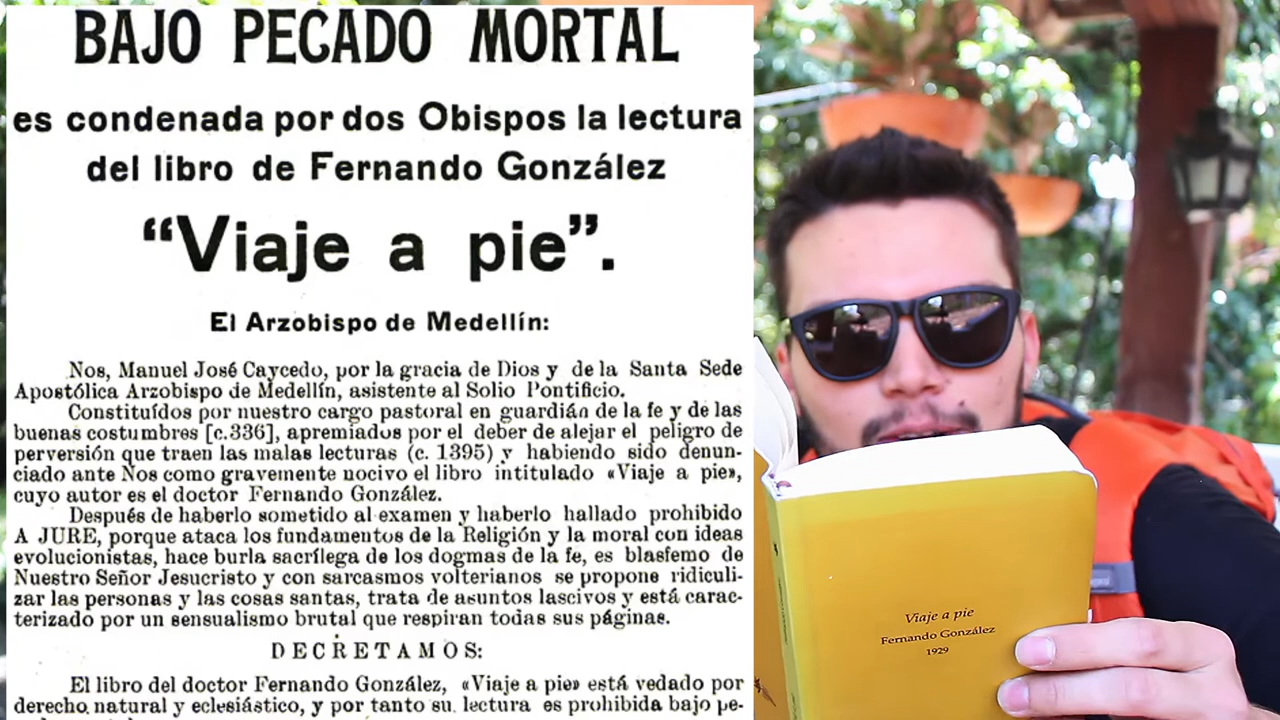 BAJO PECADO MORTAL
es condenada por dos Obispos la lectura
del libro de Fernando González
“Viaje a pie”.
El Arzobispo de Medellín:
Nos, Manuel José Caycedo, por la gracia de Dios y de la Santa Sede
Apostólica Arzobispo de Medellín, asistente al Solio Pontificio.
Constituídos por nuestro cargo pastoral en guardián de la fe y de las
buenas costumbres [c.336], apremiados por el deber de alejar el peligro de
perversión que traen las malas lecturas (c. 1395) y habiendo sido denun-
ciado ante Nos como gravemente nocivo el libro intitulado «Viaje a pie»,
cuyo autor es el doctor Fernando González.
Después de haberlo sometido al examen y haberlo hallado prohibido
A JURE, porque ataca los fundamentos de la Religión y la moral con ideas
evolucionistas, hace burla sacrílega de los dogmas de la fe, es blasfemo de
Nuestro Señor Jesucristo y con sarcasmos volterianos se propone ridiculi-
zar las personas y las cosas santas, trata de asuntos lascivos y está carac-
terizado por un sensualismo brutal que respiran todas sus páginas.
DECRETAMOS:
El libro del doctor Fernando González, «Viaje a pie» está vedado por
derecho natural y eclesiástico, y por tanto su lectura es prohibida bajo pe-
Viaje a pie
Fernando González
1929